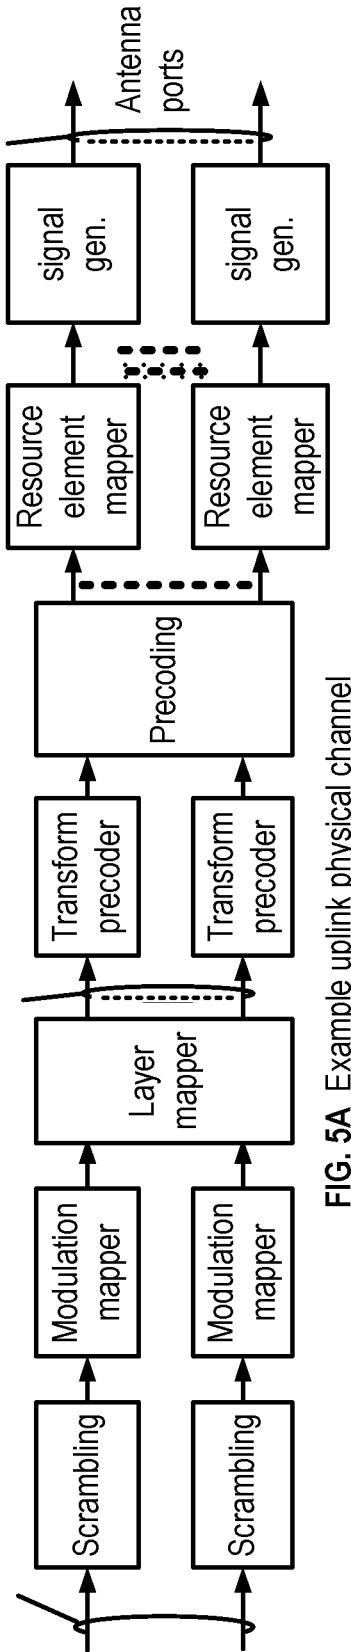 Scrambling
Scrambling
Modulation
mapper
Modulation
mapper
Layer
mapper
Transform
precoder
Transform
precoder
Precoding
Resource
element
mapper
Resource
element
mapper
signal
gen.
signal
gen.
Antenna
ports
FIG. 5A Example uplink physical channel